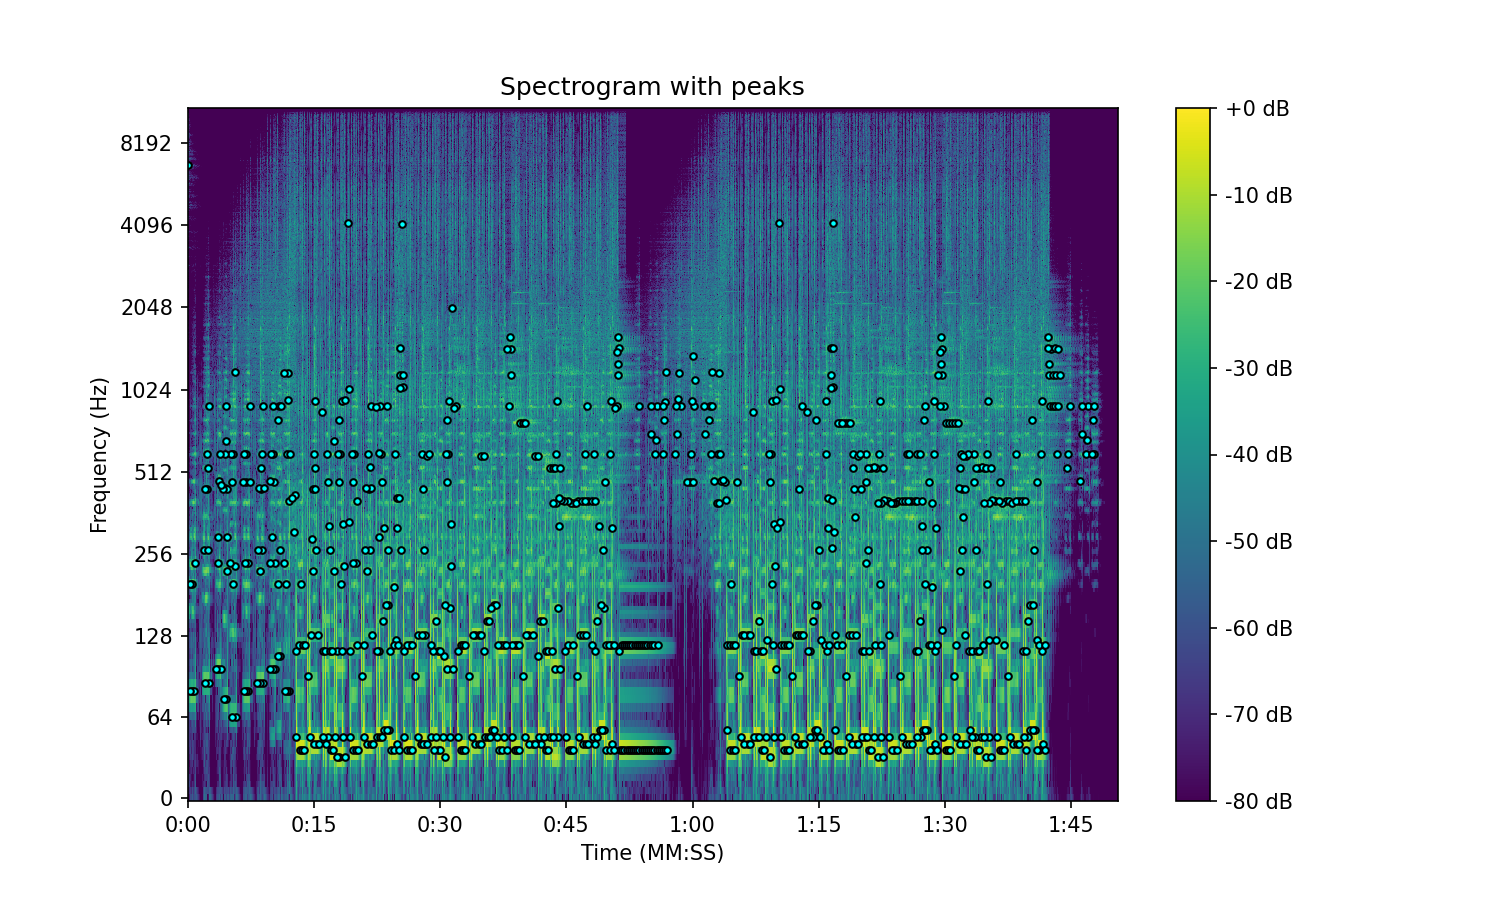 Spectrogram with peaks
Frequency (Hz)
8192
4096
2048
1024
512
256
128
64
0
0:00 0:15 0:30 0:45 1:00 1:15 1:30 1:45
Time (MM:SS)
+0 dB
-10 dB
-20 dB
-30 dB
-40 dB
-50 dB
-60 dB
-70 dB
-80 dB